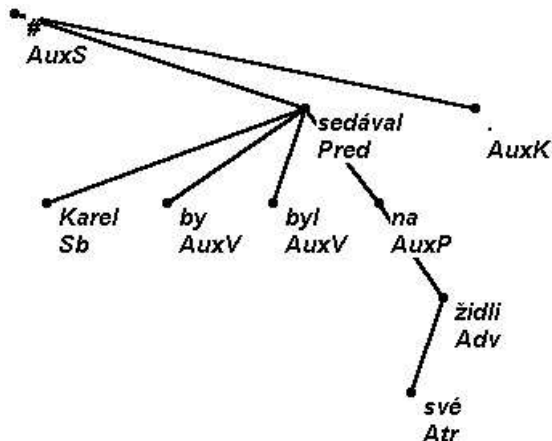 #
AuxS
sedával
Pred
.
AuxK
Karel
Sb
by
AuxV
byl
AuxV
na
AuxP
židli
Adv
své
Atr